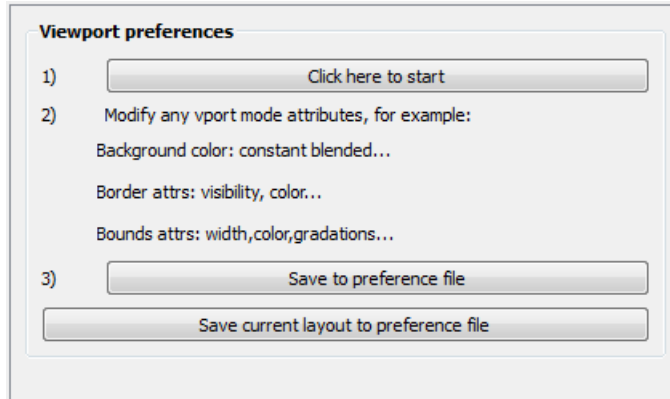 Viewport preferences
1) Click here to start
2) Modify any vport mode attributes, for example:
Background color: constant blended...
Border attrs: visibility, color...
Bounds attrs: width,color,gradations...
3) Save to preference file
Save current layout to preference file